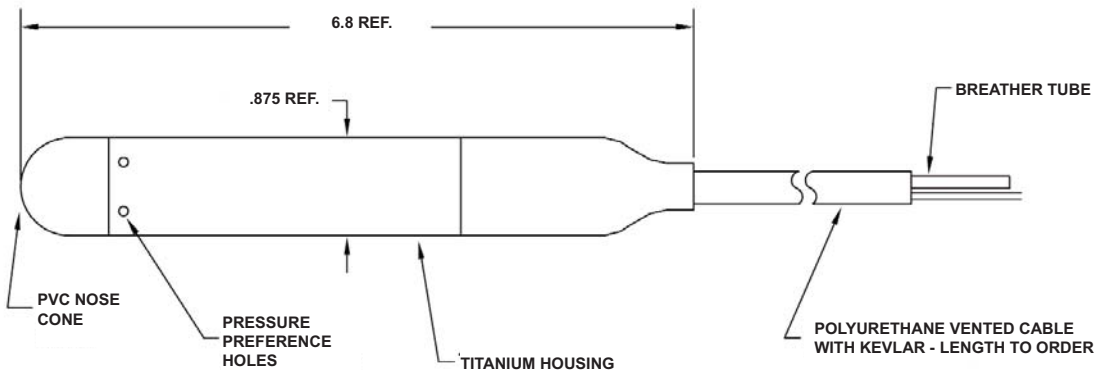 6.8 REF.
.875 REF.
BREATHER TUBE
PVC NOSE
CONE
PRESSURE
PREFERENCE
HOLES
TITANIUM HOUSING
POLYURETHANE VENTED CABLE
WITH KEVLAR - LENGTH TO ORDER